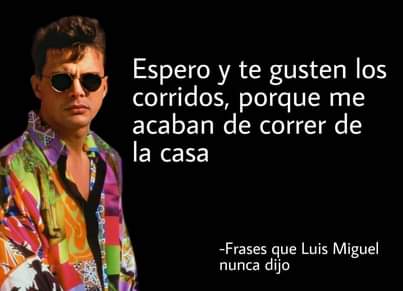 Espero y te gusten los
corridos, porque me
acaban de correr de
la casa
-Frases que Luis Miguel
nunca dijo